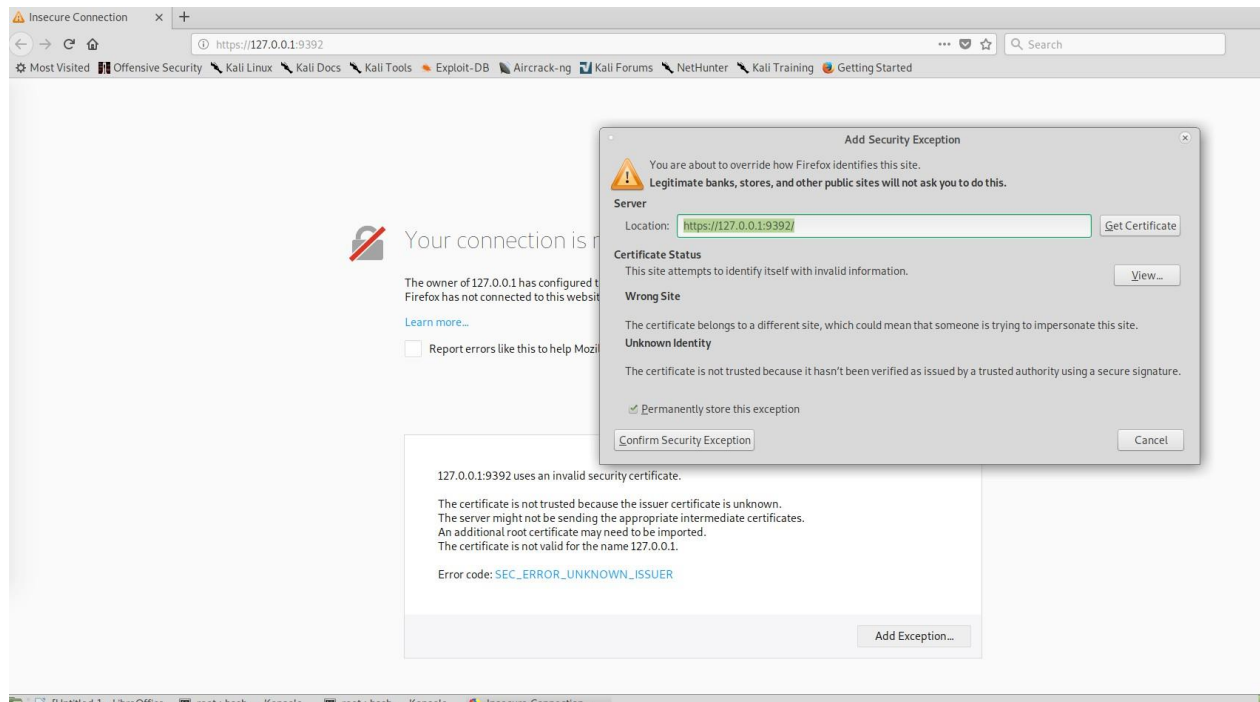 Insecure Connection
https://127.0.0.1:9392
Search
Most Visited Offensive Security Kali Linux Kali Docs Kali Tools Exploit-DB Aircrack-ng Kali Forums NetHunter Kali Training Getting Started
Your connection is
The owner of 127.0.0.1 has configured
Firefox has not connected to this
Learn more…
Report errors like this to help
127.0.0.1:9392 uses an invalid security certificate.
The certificate is not trusted because the issuer certificate is unknown.
The server might not be sending the appropriate intermediate certificates.
An additional root certificate may need to be imported.
The certificate is not valid for the name 127.0.0.1.
Error code: SEC_ERROR_UNKNOWN_ISSUER
Add Exception…
Add Security Exception
You are about to override how Firefox identifies this site.
Legitimate banks, stores, and other public sites will not ask you to do this.
Server
Location: https://127.0.0.1:9392/
Get Certificate
Certificate Status
This site attempts to identify itself with invalid information.
View…
Wrong Site
The certificate belongs to a different site, which could mean that someone is trying to impersonate this site.
Unknown Identity
The certificate is not trusted because it hasn't been verified as issued by a trusted authority using a secure signature.
Permanently store this exception
Confirm Security Exception
Cancel